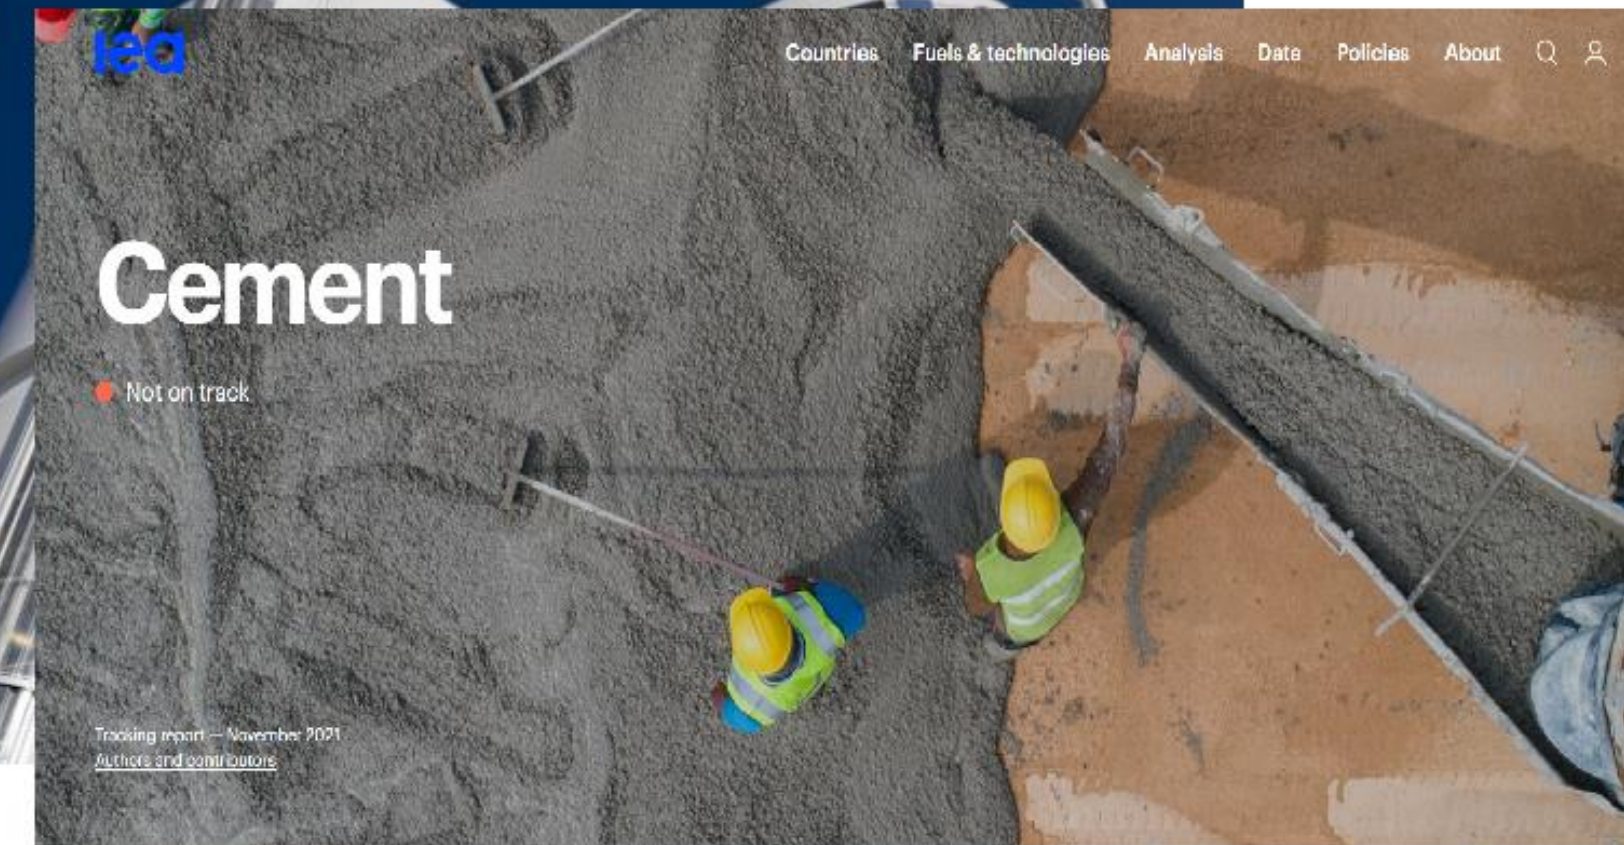 iea
Countries Fuels & technologies Analysis Data Policies About
Cement
Not on track
Tracking report — November 2021
Authors and contributors